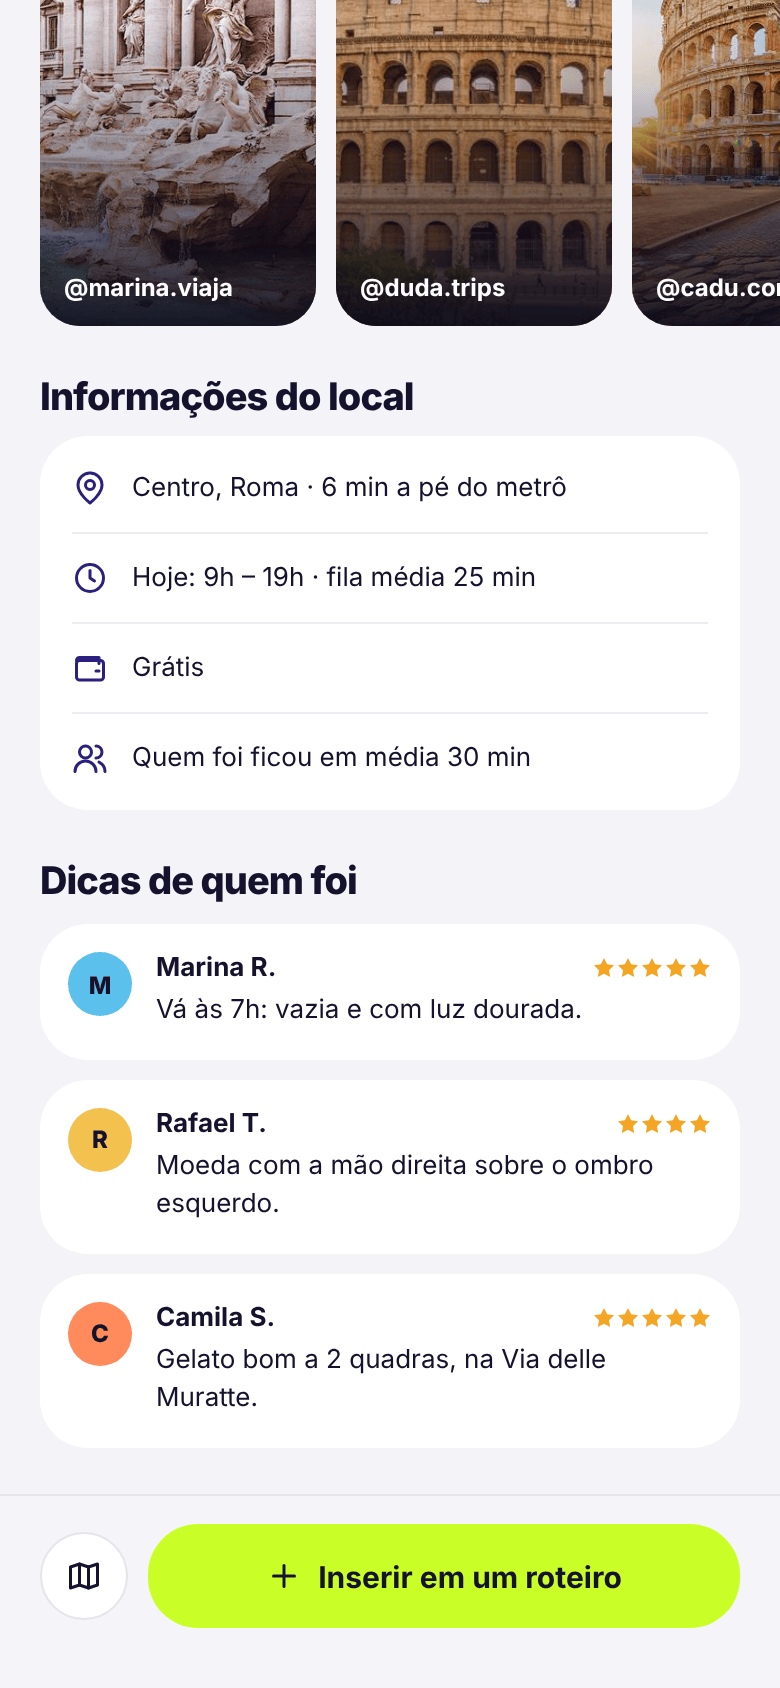 @marina.viaja
@duda.trips
Informações do local
Centro, Roma · 6 min a pé do metrô
Hoje: 9h – 19h · fila média 25 min
Grátis
Quem foi ficou em média 30 min
Dicas de quem foi
M
Marina R.
Vá às 7h: vazia e com luz dourada.
R
Rafael T.
Moeda com a mão direita sobre o ombro
esquerdo.
C
Camila S.
Gelato bom a 2 quadras, na Via delle
Muratte.
Inserir em um roteiro